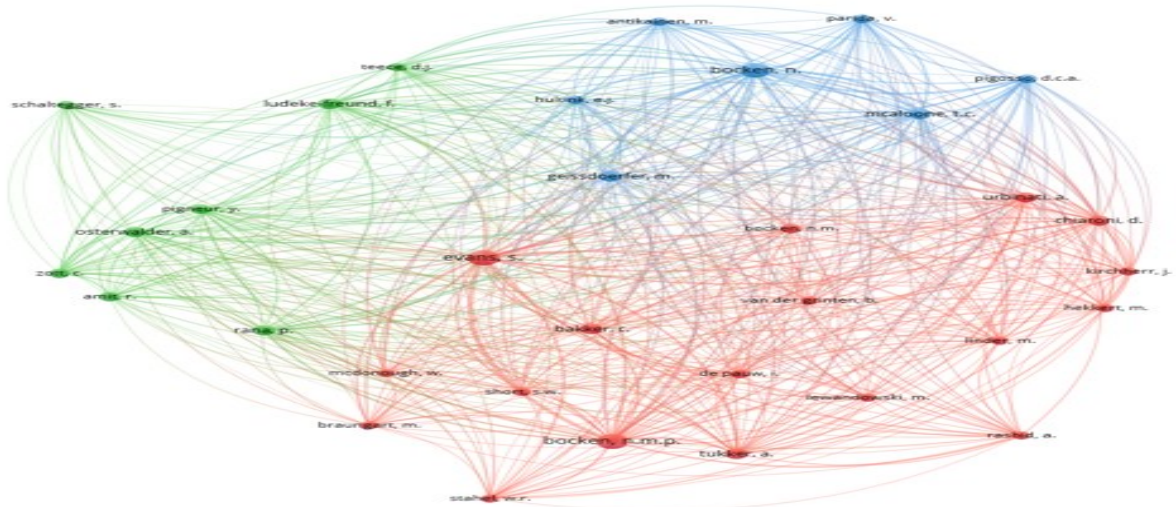 antikainen, m.
parida, v.
teece, d.j.
bocken, n.
pigosso, d.c.a.
schaltegger, s.
ludeke-freund, f.
hultink, e.j.
mcaloone, t.c.
geissdoerfer, m.
urbinati, a.
pigneur, y.
chiaroni, d.
osterwalder, a.
bocken n.m.
evans, s.
zott, c.
kirchherr, j.
amit, r.
van der grinten, b.
hekkert, m.
rana, p.
bakker, c.
linder, m.
mcdonough, w.
de pauw, i.
short, s.w.
lewandowski, m.
braungart, m.
bocken, n.m.p.
rashid, a.
tukker, a.
stahel, w.r.